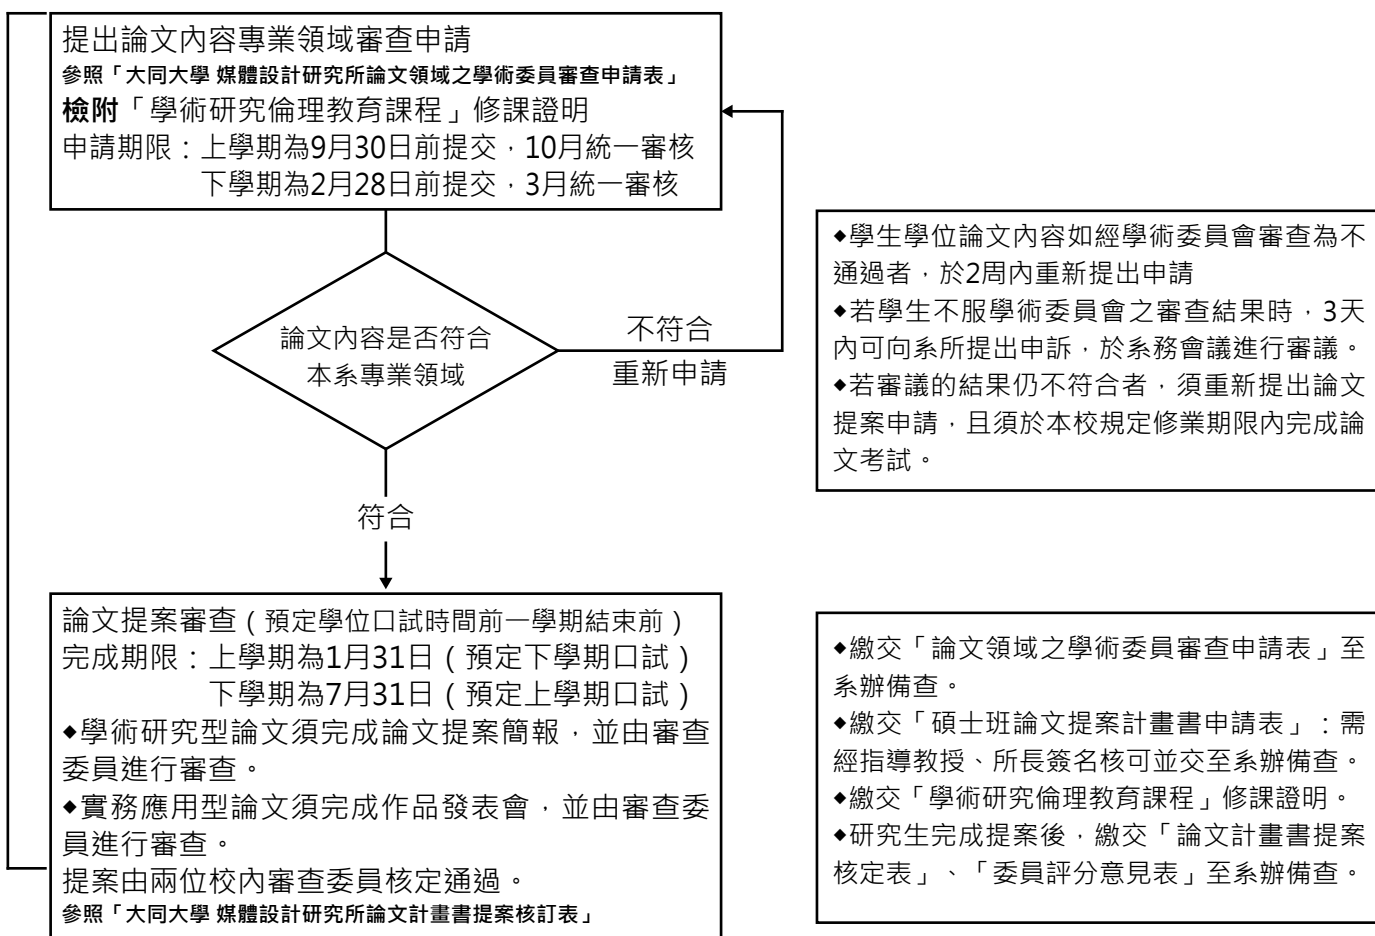 提出論文內容專業領域審查申請
參照「大同大學 媒體設計研究所論文領域之學術委員審查申請表」
檢附「學術研究倫理教育課程」修課證明
申請期限：上學期為9月30日前提交，10月統一審核
下學期為2月28日前提交，3月統一審核
論文內容是否符合
本系專業領域
不符合
重新申請
◆學生學位論文內容如經學術委員會審查為不
通過者，於2周內重新提出申請
◆若學生不服學術委員會之審查結果時，3天
內可向系所提出申訴，於系務會議進行審議。
◆若審議的結果仍不符合者，須重新提出論文
提案申請，且須於本校規定修業期限內完成論
文考試。
符合
論文提案審查（預定學位口試時間前一學期結束前）
完成期限：上學期為1月31日（預定下學期口試）
下學期為7月31日（預定上學期口試）
◆學術研究型論文須完成論文提案簡報，並由審查
委員進行審查。
◆實務應用型論文須完成作品發表會，並由審查委
員進行審查。
提案由兩位校內審查委員核定通過。
參照「大同大學 媒體設計研究所論文計畫書提案核訂表」
◆繳交「論文領域之學術委員審查申請表」至
系辦備查。
◆繳交「碩士班論文提案計畫書申請表」：需
經指導教授、所長簽名核可並交至系辦備查。
◆繳交「學術研究倫理教育課程」修課證明。
◆研究生完成提案後，繳交「論文計畫書提案
核定表」、「委員評分意見表」至系辦備查。